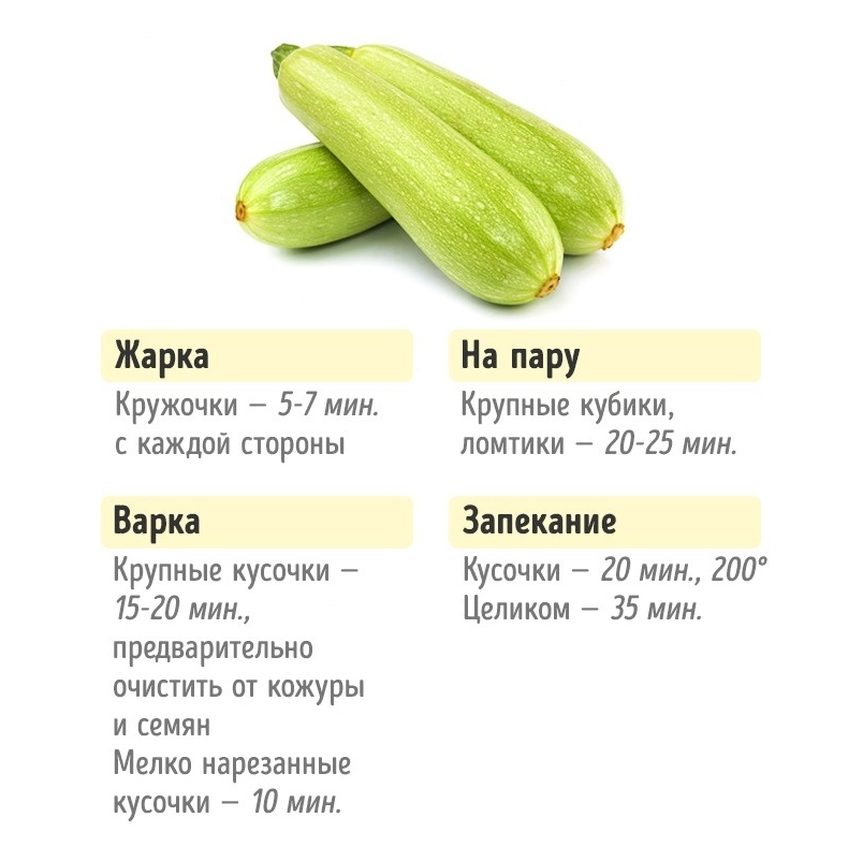 Жарка
Кружочки – 5-7 мин.
с каждой стороны
На пару
Крупные кубики,
ломтики – 20-25 мин.
Варка
Крупные кусочки –
15-20 мин.,
предварительно
очистить от кожуры
и семян
Мелко нарезанные
кусочки – 10 мин.
Запекание
Кусочки – 20 мин., 200°
Целиком – 35 мин.